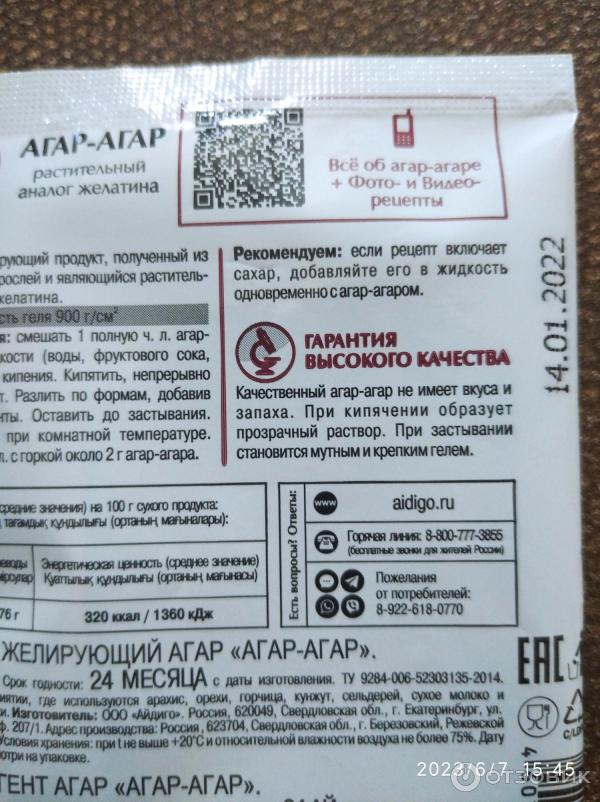 АГАР-АГАР
растительный
аналог желатина
Всё об агар-агаре
+ Фото- и Видео-
рецепты
рующий продукт, полученный из
рослей и являющийся раститель-
желатина.
сть геля 900 г/см²
я: смешать 1 полную ч. л. агар-
кости (воды, фруктового сока,
кипения. Кипятить, непрерывно
т. Разлить по формам, добавив
нты. Оставить до застывания.
при комнатной температуре.
л. с горкой около 2 г агар-агара.
Рекомендуем: если рецепт включает
сахар, добавляйте его в жидкость
одновременно с агар-агаром.
ГАРАНТИЯ
ВЫСОКОГО КАЧЕСТВА
Качественный агар-агар не имеет вкуса и
запаха. При кипячении образует
прозрачный раствор. При застывании
становится мутным и крепким гелем.
14.01.2022
средние значения) на 100 г сухого продукта:
тағамдық құндылығы (ортаның мағыналары):
еводы
ирсулар
Энергетическая ценность (среднее значение)
Қуаттылық құндылығы (ортаның мағынасы)
76 г
320 ккал / 1360 кДж
Есть вопросы? Ответы:
www
aidigo.ru
Горячая линия: 8-800-777-3855
(бесплатные звонки для жителей России)
Пожелания
от потребителей:
8-922-618-0770
ЖЕЛИРУЮЩИЙ АГАР «АГАР-АГАР».
Срок годности: 24 МЕСЯЦА с даты изготовления. ТУ 9284-006-52303135-2014.
иятии, где используются арахис, орехи, горчица, кунжут, сельдерей, сухое молоко и
и. Изготовитель: ООО «Айдиго». Россия, 620049, Свердловская обл., г. Екатеринбург, ул.
ф. 207/1. Адрес производства: Россия, 623704, Свердловская обл., г. Березовский, Режевской
Условия хранения: при t не выше +20°С и относительной влажности воздуха не более 75%. Дату
отри на упаковке.
ГЕНТ АГАР «АГАР-АГАР».
EAC
2023/6/7 15:45
ОТЗОВИК